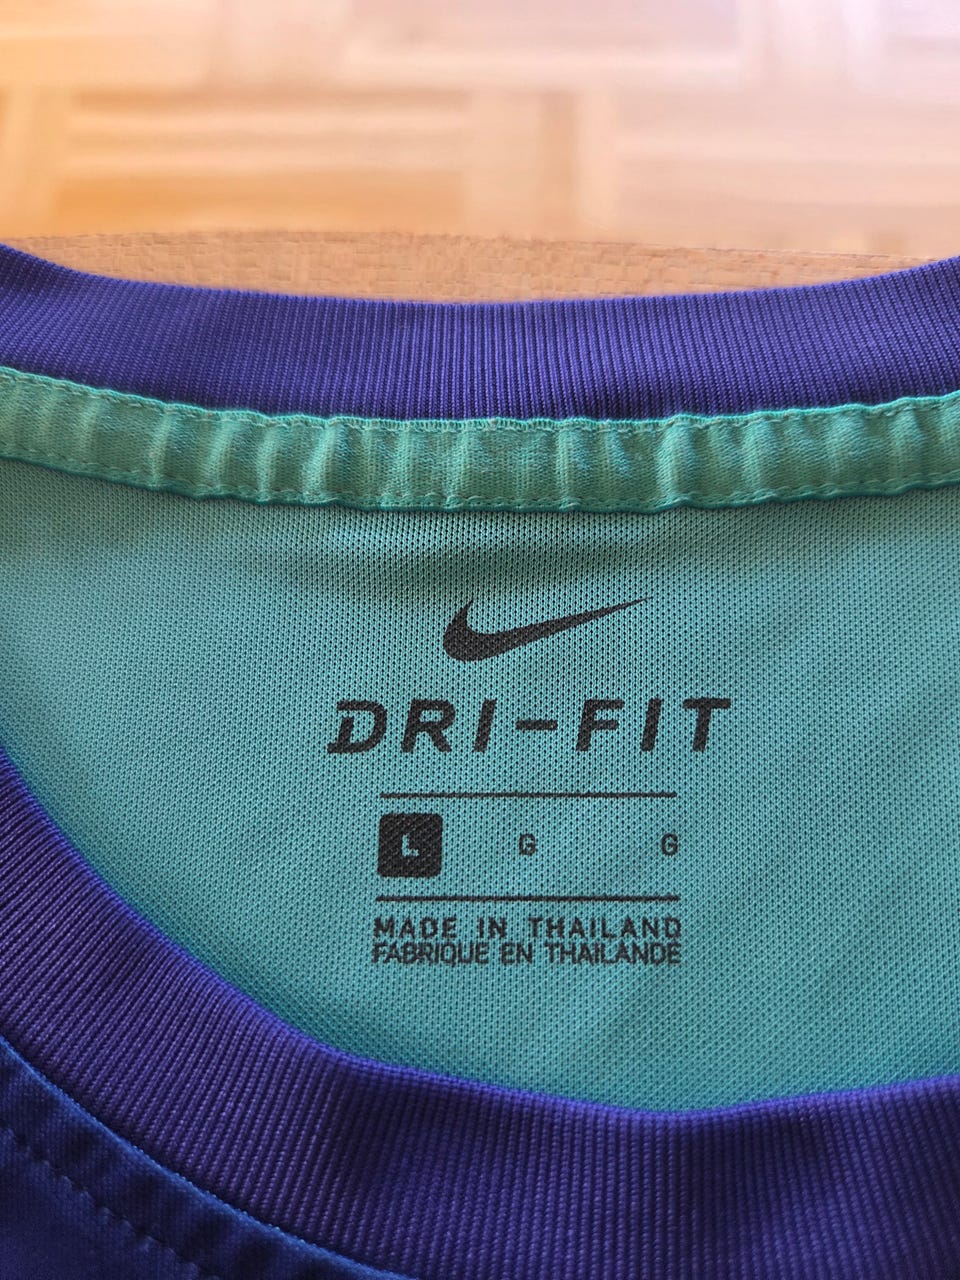 DRI-FIT
L G G
MADE IN THAILAND
FABRIQUE EN THAILANDE